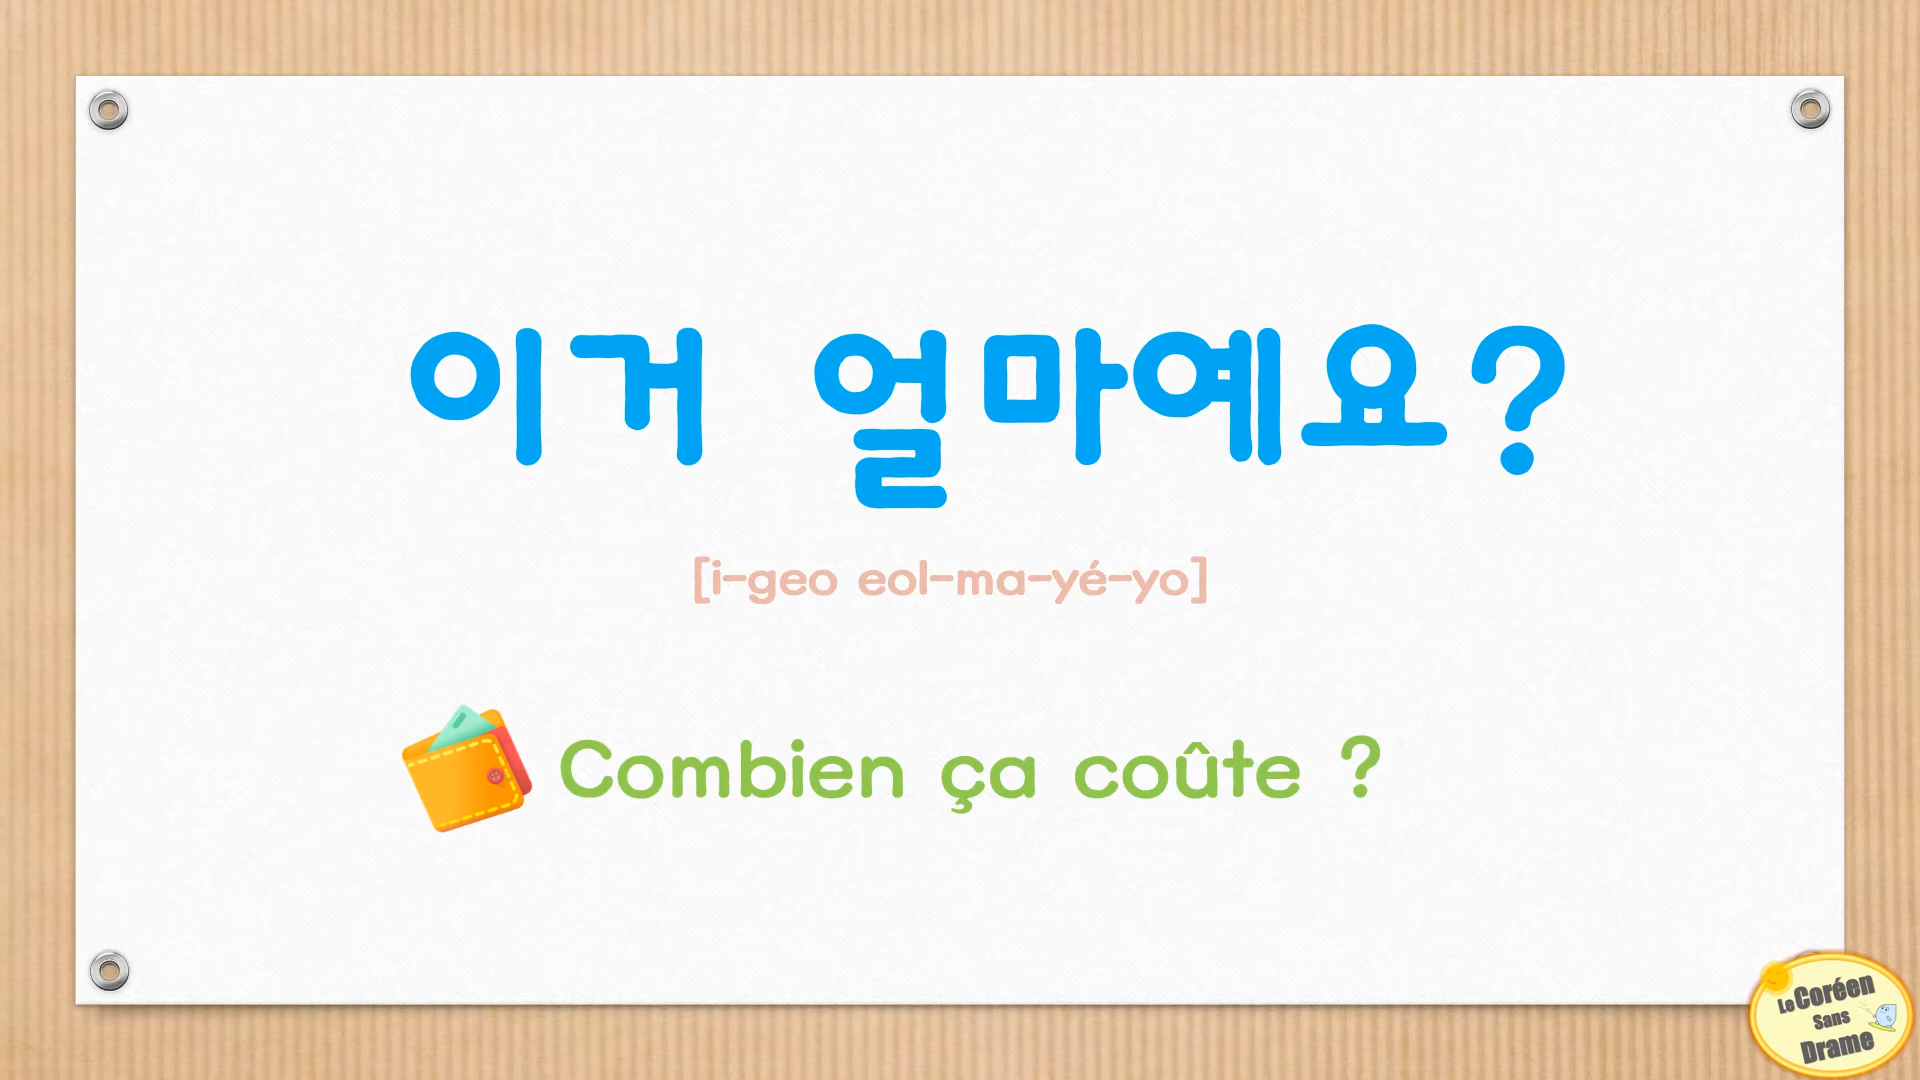 이거 얼마예요?
[i-geo eol-ma-yé-yo]
Combien ça coûte ?
Le Coréen
Sans
Drame